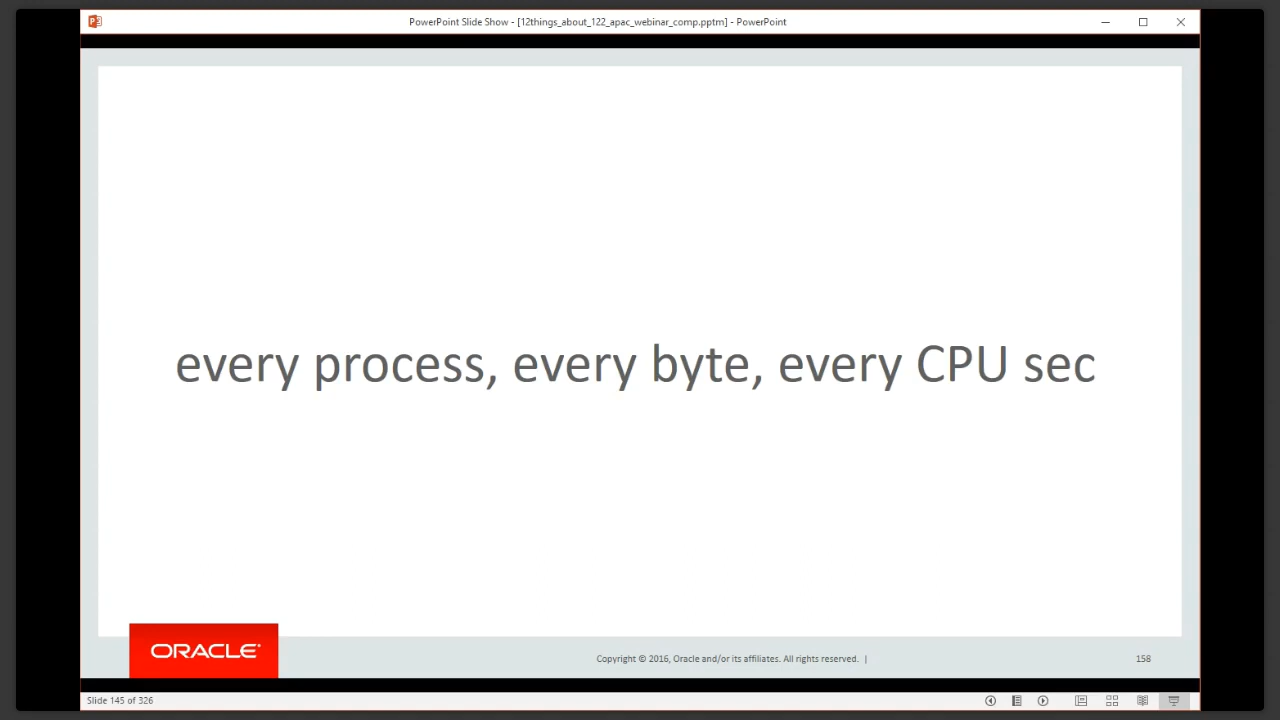 PowerPoint Slide Show - [12things_about_122_apac_webinar_comp.pptm] - PowerPoint
every process, every byte, every CPU sec
ORACLE
Copyright © 2016, Oracle and/or its affiliates. All rights reserved. |
158
Slide 145 of 326